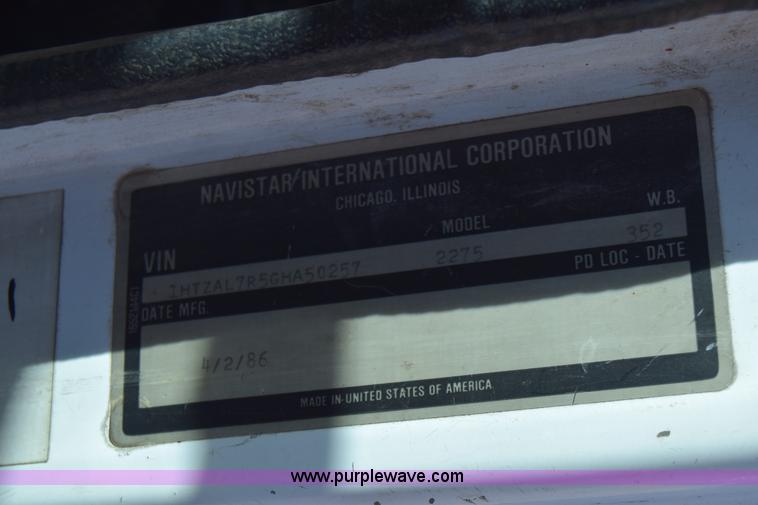 NAVISTAR/INTERNATIONAL CORPORATION
CHICAGO, ILLINOIS
VIN MODEL W.B.
1HTZAL7R5GHA50257 2275 352
DATE MFG. PD LOC - DATE
4/2/86
MADE IN UNITED STATES OF AMERICA
1602144C1
www.purplewave.com